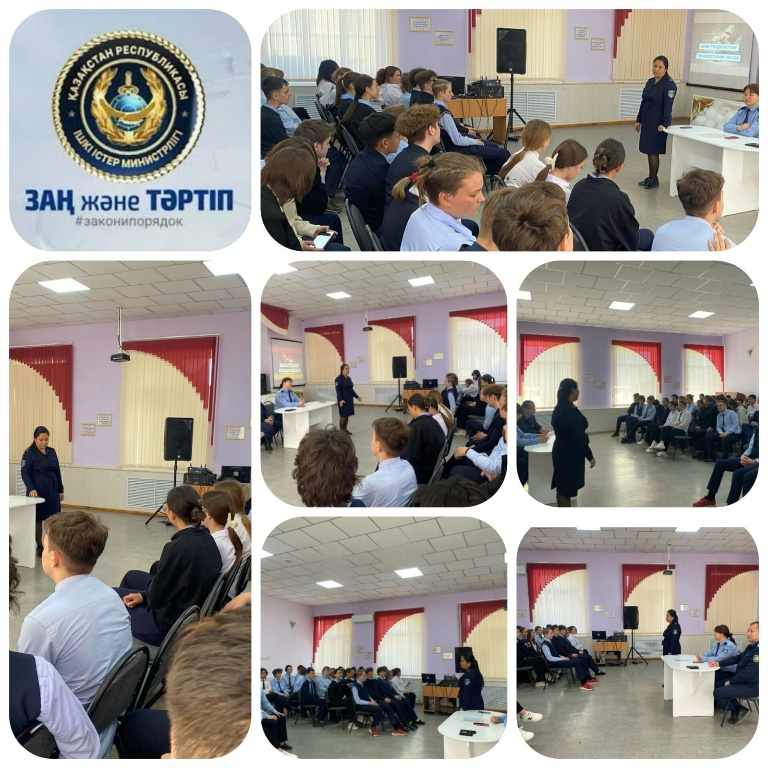 ҚАЗАҚСТАН РЕСПУБЛИКАСЫ
ІШКІ ІСТЕР МИНИСТРЛІГІ
ЗАҢ және ТӘРТІП
#законипорядок